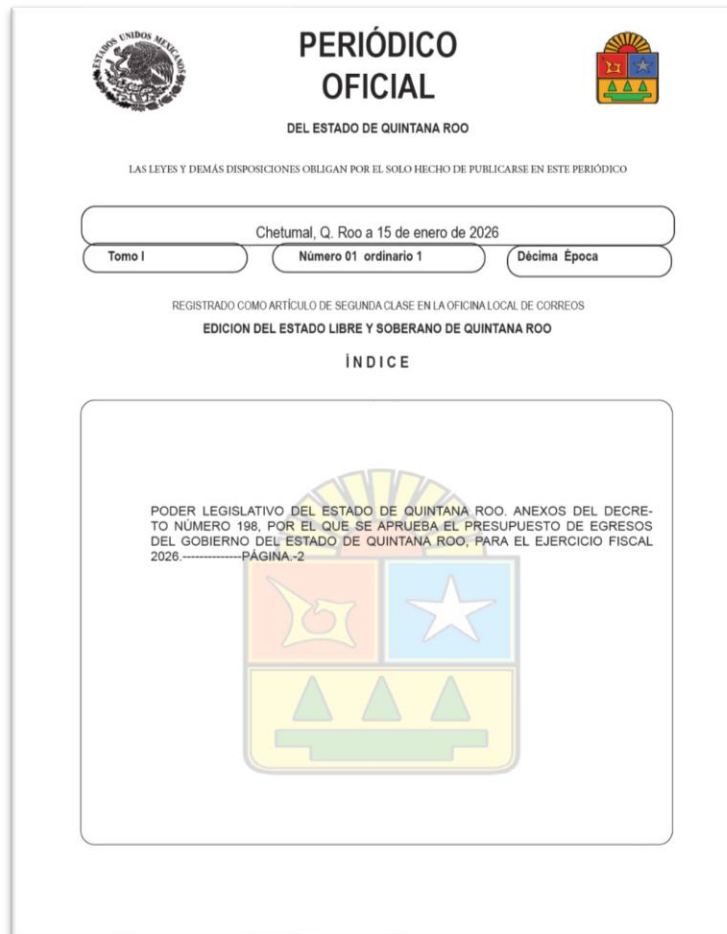 ESTADOS UNIDOS MEXICANOS
PERIÓDICO
OFICIAL
DEL ESTADO DE QUINTANA ROO
LAS LEYES Y DEMÁS DISPOSICIONES OBLIGAN POR EL SOLO HECHO DE PUBLICARSE EN ESTE PERIÓDICO
Chetumal, Q. Roo a 15 de enero de 2026
Tomo I Número 01 ordinario 1 Décima Época
REGISTRADO COMO ARTÍCULO DE SEGUNDA CLASE EN LA OFICINA LOCAL DE CORREOS
EDICION DEL ESTADO LIBRE Y SOBERANO DE QUINTANA ROO
ÍNDICE
PODER LEGISLATIVO DEL ESTADO DE QUINTANA ROO. ANEXOS DEL DECRE-
TO NÚMERO 198, POR EL QUE SE APRUEBA EL PRESUPUESTO DE EGRESOS
DEL GOBIERNO DEL ESTADO DE QUINTANA ROO, PARA EL EJERCICIO FISCAL
2026.--------------PÁGINA.-2